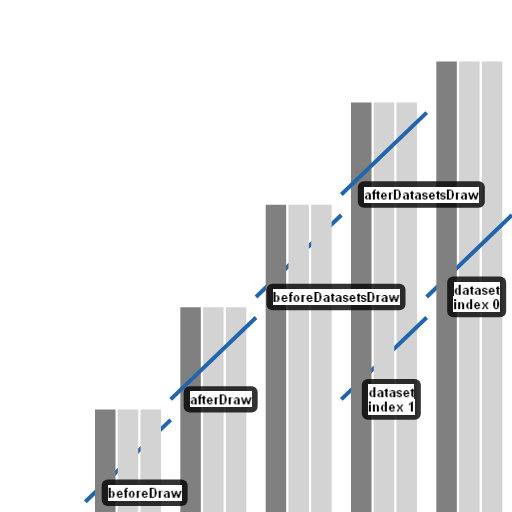 afterDatasetsDraw
dataset
index 0
beforeDatasetsDraw
dataset
index 1
afterDraw
beforeDraw